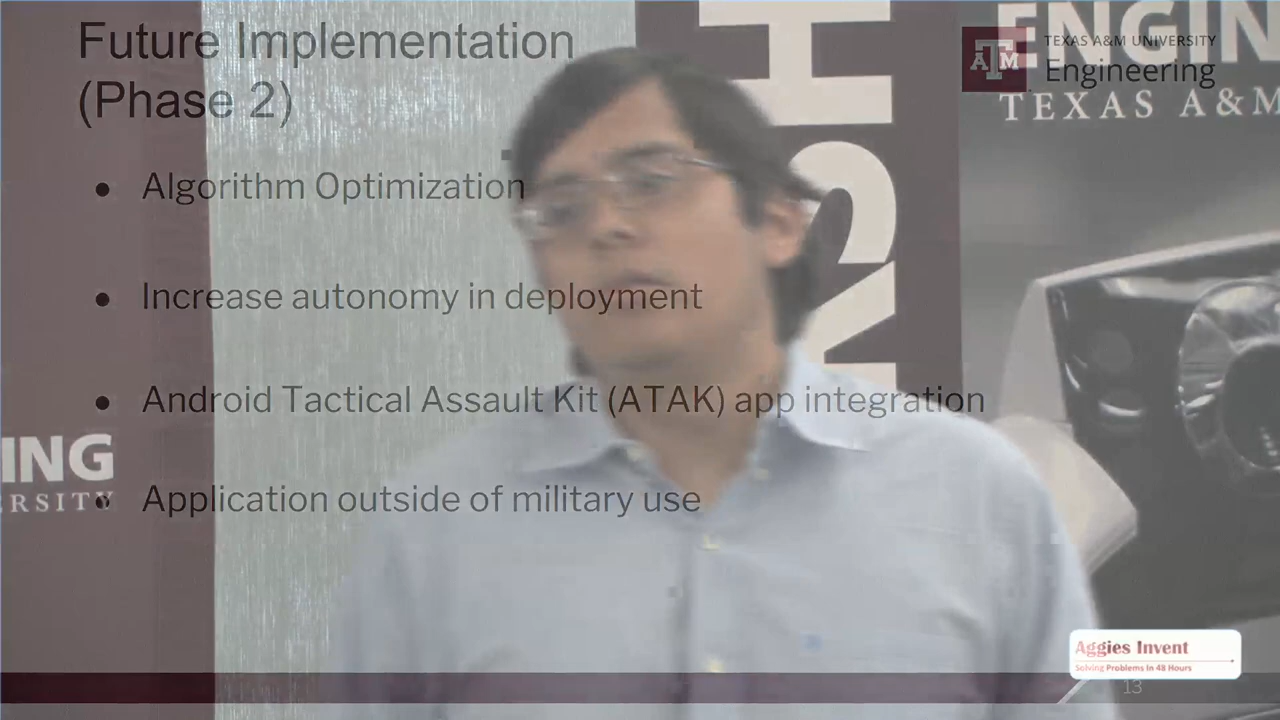 Future Implementation
(Phase 2)
TEXAS A&M UNIVERSITY
Engineering
ENGIN
TEXAS A&M
Algorithm Optimization
Increase autonomy in deployment
Android Tactical Assault Kit (ATAK) app integration
Application outside of military use
ING
RSITY
Aggies Invent
Solving Problems In 48 Hours
13